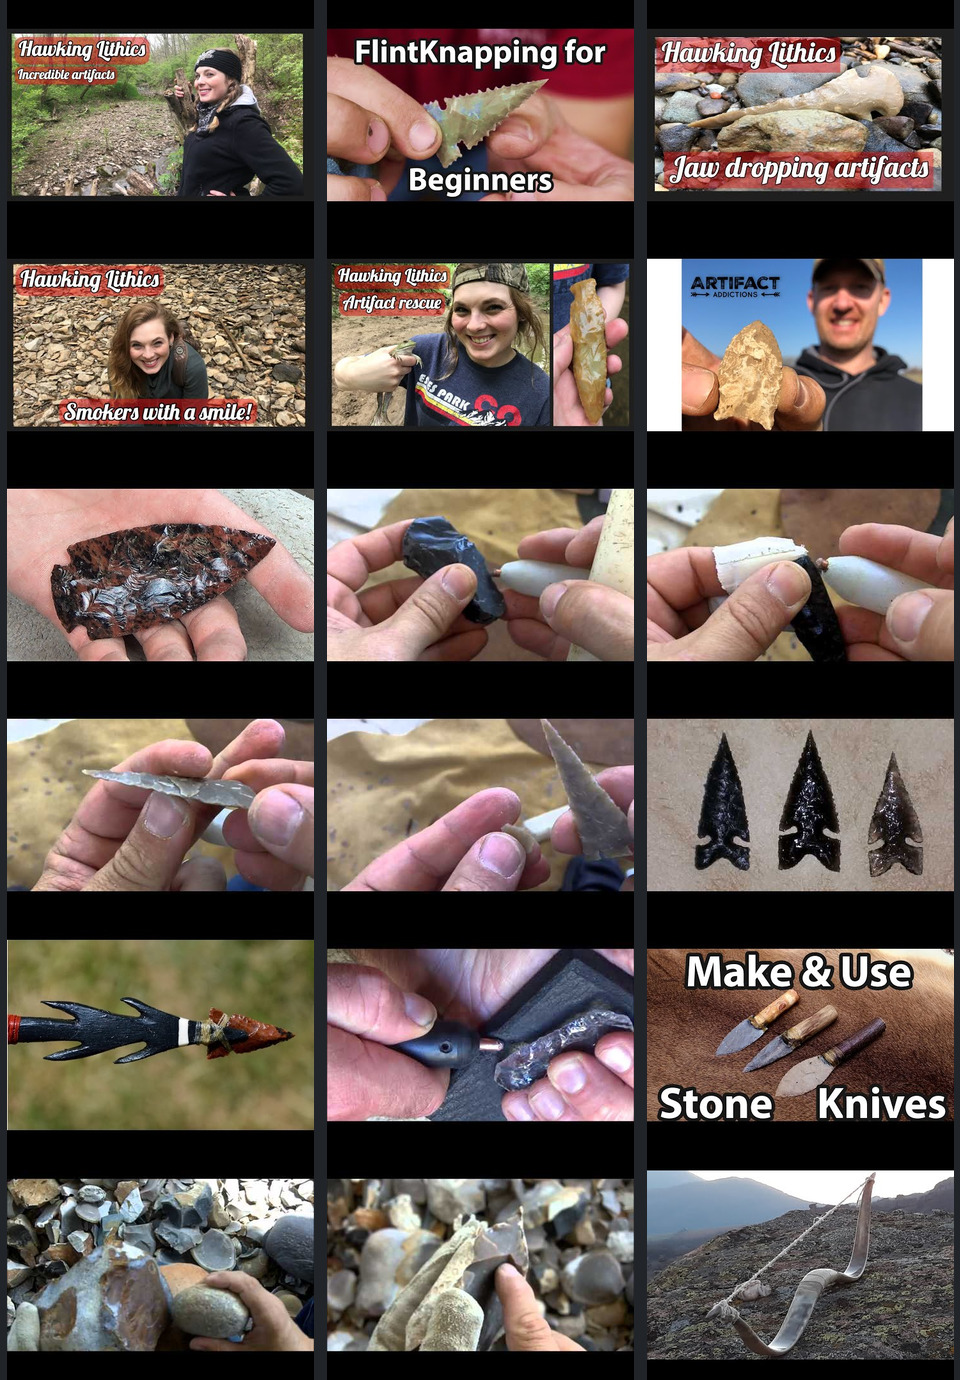 Hawking Lithics
Incredible artifacts
FlintKnapping for
Beginners
Hawking Lithics
Jaw dropping artifacts
Hawking Lithics
Smokers with a smile!
Hawking Lithics
Artifact rescue
PARK
ARTIFACT
ADDICTIONS
Make & Use
Stone Knives